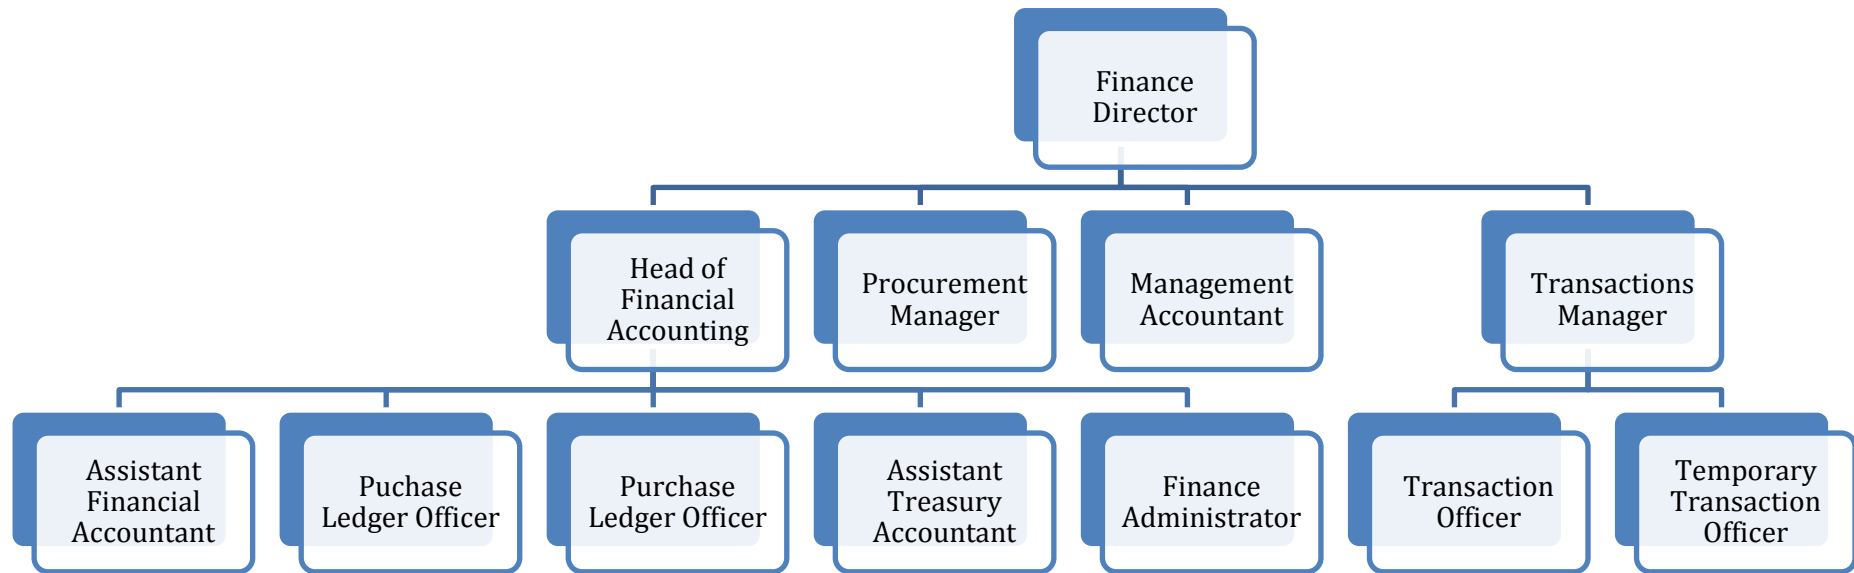 Finance
Director
Head of
Financial
Accounting
Procurement
Manager
Management
Accountant
Transactions
Manager
Assistant
Financial
Accountant
Puchase
Ledger Officer
Purchase
Ledger Officer
Assistant
Treasury
Accountant
Finance
Administrator
Transaction
Officer
Temporary
Transaction
Officer